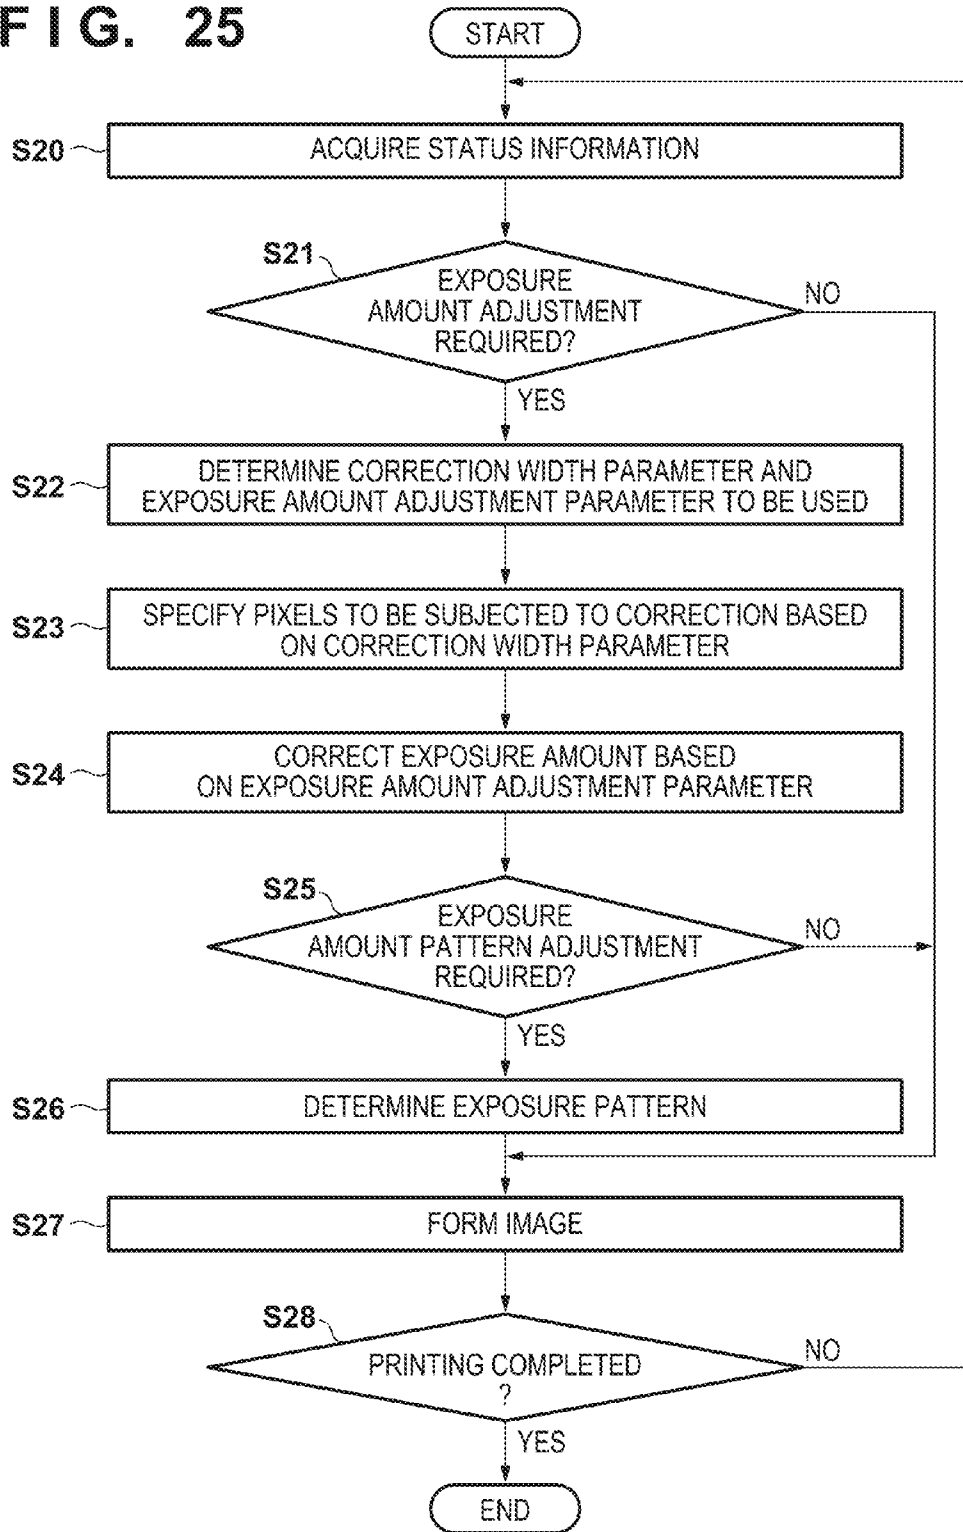 FIG. 25
START
S20
ACQUIRE STATUS INFORMATION
S21
EXPOSURE
AMOUNT ADJUSTMENT
REQUIRED?
NO
YES
S22
DETERMINE CORRECTION WIDTH PARAMETER AND
EXPOSURE AMOUNT ADJUSTMENT PARAMETER TO BE USED
S23
SPECIFY PIXELS TO BE SUBJECTED TO CORRECTION BASED
ON CORRECTION WIDTH PARAMETER
S24
CORRECT EXPOSURE AMOUNT BASED
ON EXPOSURE AMOUNT ADJUSTMENT PARAMETER
S25
EXPOSURE
AMOUNT PATTERN ADJUSTMENT
REQUIRED?
NO
YES
S26
DETERMINE EXPOSURE PATTERN
S27
FORM IMAGE
S28
PRINTING COMPLETED
?
NO
YES
END